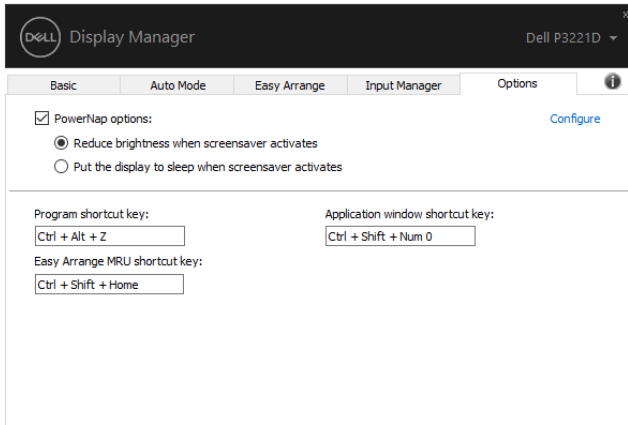 DELL Display Manager
Dell P3221D
x
Basic Auto Mode Easy Arrange Input Manager Options i
PowerNap options:
Configure
Reduce brightness when screensaver activates
Put the display to sleep when screensaver activates
Program shortcut key:
Application window shortcut key:
Ctrl + Alt + Z
Ctrl + Shift + Num 0
Easy Arrange MRU shortcut key:
Ctrl + Shift + Home